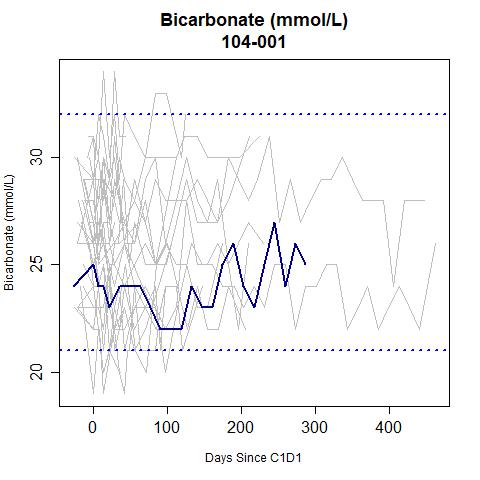 Bicarbonate (mmol/L)
104-001
Bicarbonate (mmol/L)
30
25
20
0 100 200 300 400
Days Since C1D1